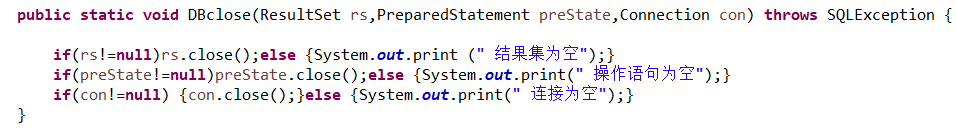 public static void DBclose(ResultSet rs,PreparedStatement preState,Connection con) throws SQLException {
if(rs!=null)rs.close();else {System.out.print (" 结果集为空");}
if(preState!=null)preState.close();else {System.out.print(" 操作语句为空");}
if(con!=null) {con.close();}else {System.out.print(" 连接为空");}
}